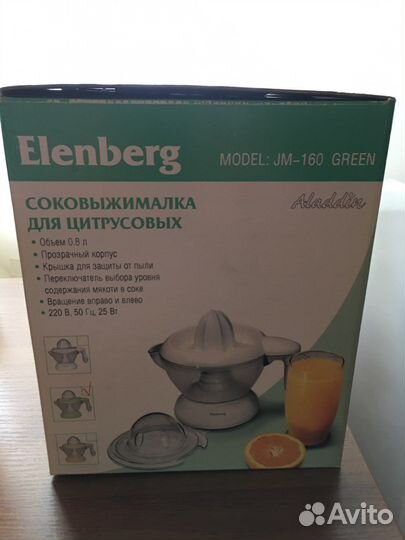 Elenberg
MODEL: JM-160 GREEN
Aladdin
СОКОВЫЖИМАЛКА
ДЛЯ ЦИТРУСОВЫХ
• Объем 0.8 л
• Прозрачный корпус
• Крышка для защиты от пыли
• Переключатель выбора уровня
содержания мякоти в соке
• Вращение вправо и влево
• 220 В, 50 Гц, 25 Вт
Elenberg
Avito